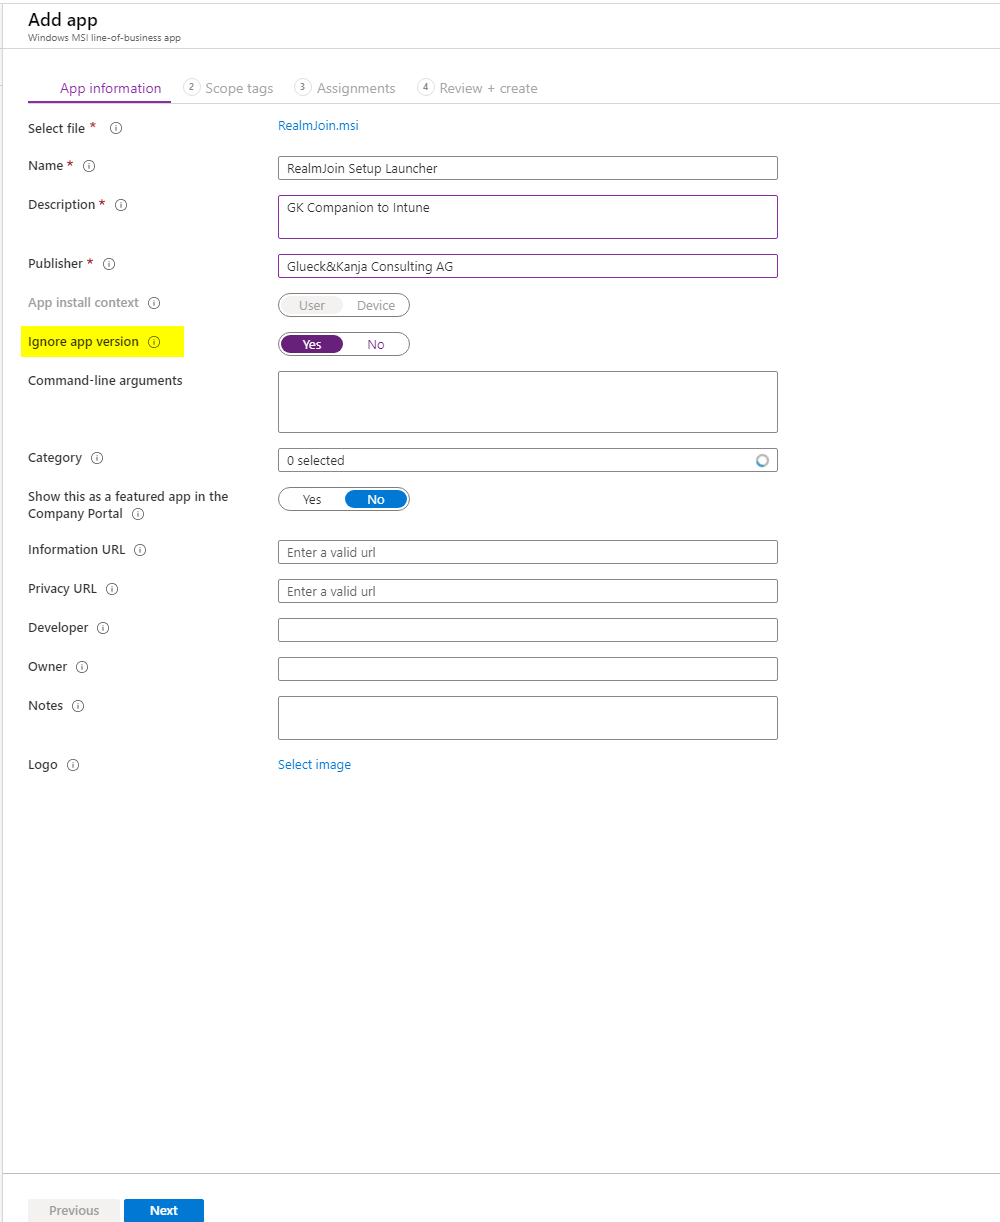 Add app
Windows MSI line-of-business app
App information
2 Scope tags
3 Assignments
4 Review + create
Select file *
RealmJoin.msi
Name *
RealmJoin Setup Launcher
Description *
GK Companion to Intune
Publisher *
Glueck&Kanja Consulting AG
App install context
User Device
Ignore app version
Yes No
Command-line arguments
Category
0 selected
Show this as a featured app in the
Company Portal
Yes No
Information URL
Enter a valid url
Privacy URL
Enter a valid url
Developer
Owner
Notes
Logo
Select image
Previous Next